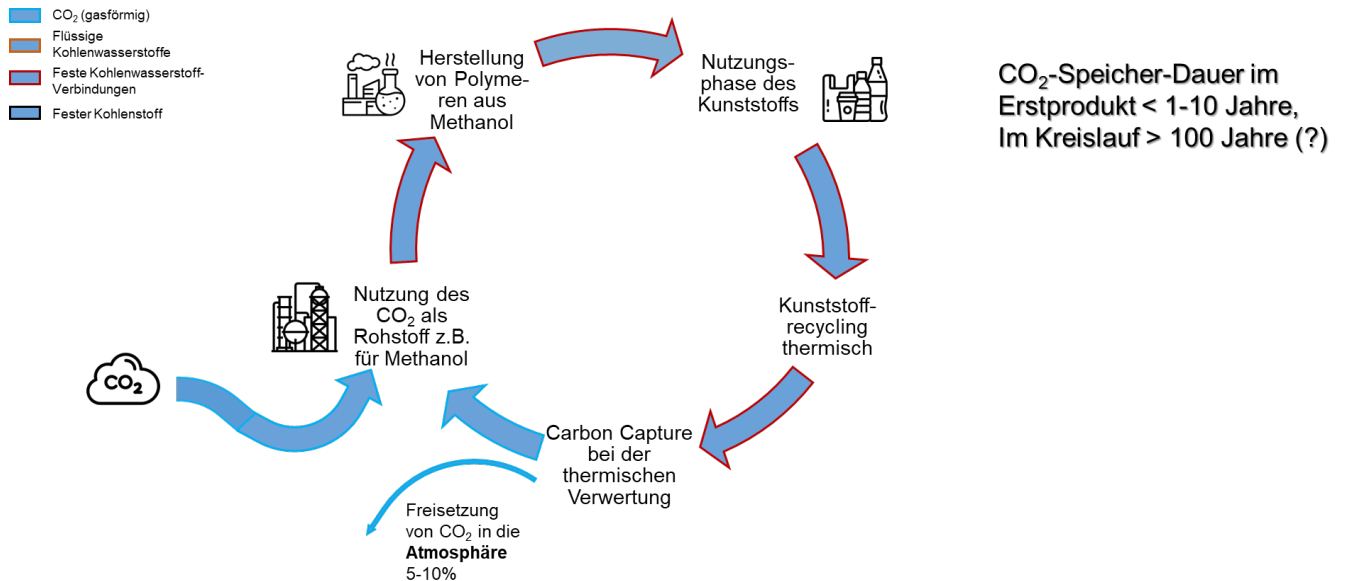 CO₂ (gasförmig)
Flüssige
Kohlenwasserstoffe
Feste Kohlenwasserstoff-
Verbindungen
Fester Kohlenstoff
Herstellung
von Polyme-
ren aus
Methanol
Nutzungs-
phase des
Kunststoffs
CO₂-Speicher-Dauer im
Erstprodukt < 1-10 Jahre,
Im Kreislauf > 100 Jahre (?)
Nutzung des
CO₂ als
Rohstoff z.B.
für Methanol
Kunststoff-
recycling
thermisch
CO₂
Carbon Capture
bei der
thermischen
Verwertung
Freisetzung
von CO₂ in die
Atmosphäre
5-10%